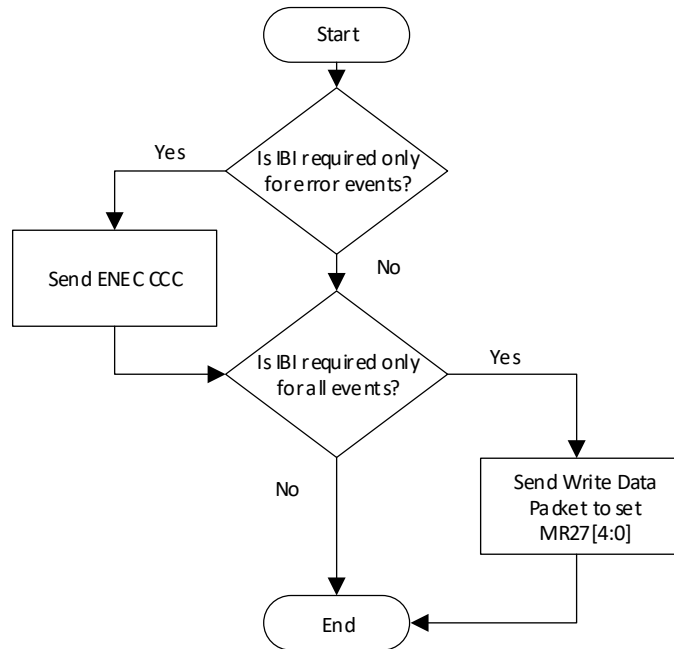 Start
Is IBI required only
for error events?
Yes
No
Send ENEC CCC
Is IBI required only
for all events?
Yes
No
Send Write Data
Packet to set
MR27[4:0]
End